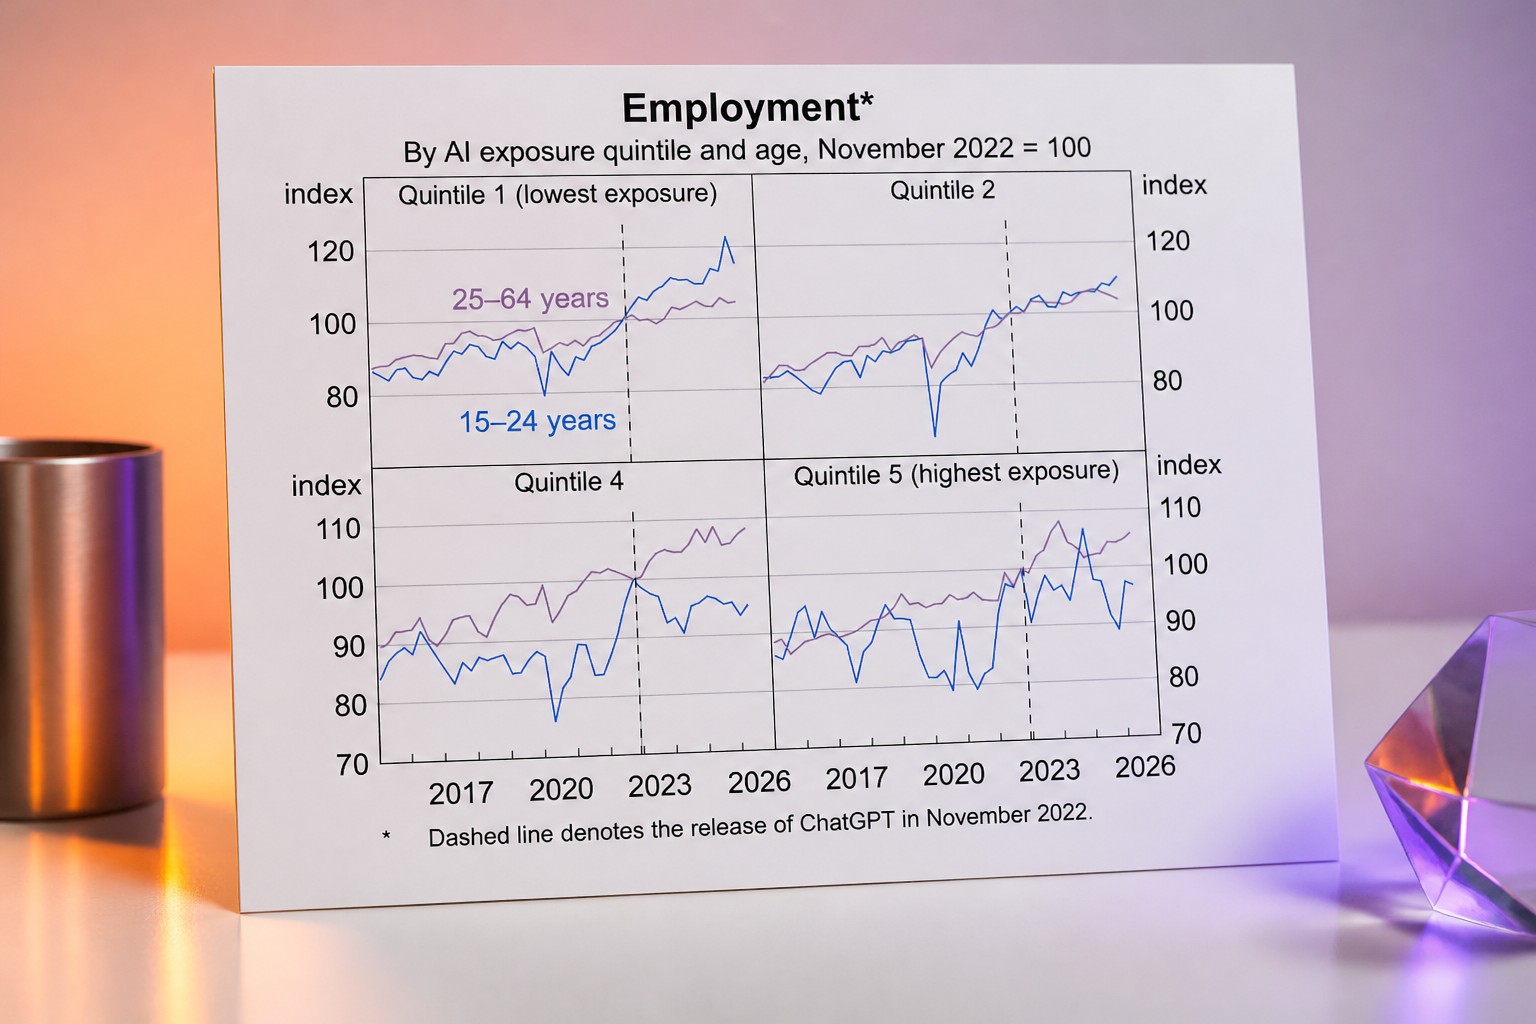 Employment*
By AI exposure quintile and age, November 2022 = 100
index
Quintile 1 (lowest exposure)
Quintile 2
index
120
120
25–64 years
100
100
80
80
15–24 years
index
Quintile 4
Quintile 5 (highest exposure)
index
110
110
100
100
90
90
80
80
70
70
2017 2020 2023 2026 2017 2020 2023 2026
* Dashed line denotes the release of ChatGPT in November 2022.